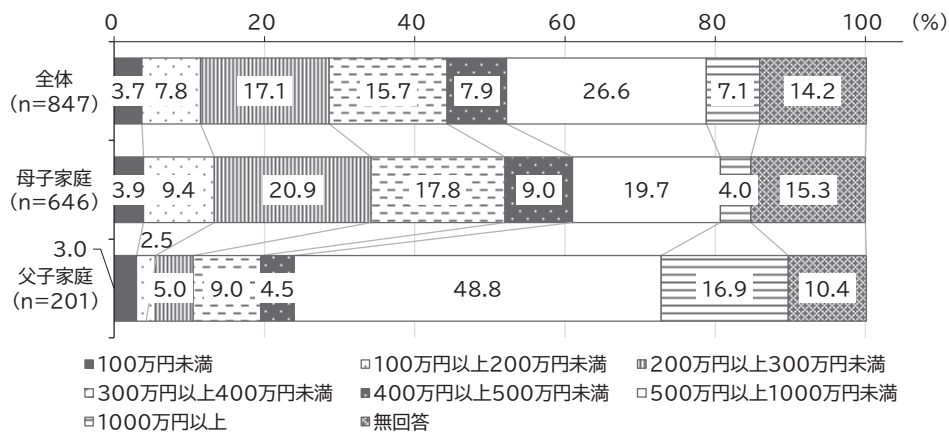 0 20 40 60 80 100 (%)
全体
(n=847)
3.7 7.8 17.1 15.7 7.9 26.6 7.1 14.2
母子家庭
(n=646)
3.9 9.4 20.9 17.8 9.0 19.7 4.0 15.3
父子家庭
(n=201)
3.0 2.5 5.0 9.0 4.5 48.8 16.9 10.4
100万円未満 100万円以上200万円未満 200万円以上300万円未満
300万円以上400万円未満 400万円以上500万円未満 500万円以上1000万円未満
1000万円以上 無回答